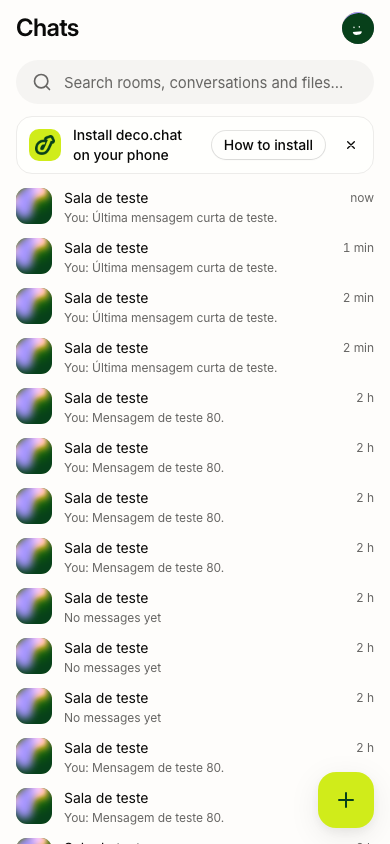 Chats
Search rooms, conversations and files...
Install deco.chat
on your phone
How to install
Sala de teste
now
You: Última mensagem curta de teste.
Sala de teste
1 min
You: Última mensagem curta de teste.
Sala de teste
2 min
You: Última mensagem curta de teste.
Sala de teste
2 min
You: Última mensagem curta de teste.
Sala de teste
2 h
You: Mensagem de teste 80.
Sala de teste
2 h
You: Mensagem de teste 80.
Sala de teste
2 h
You: Mensagem de teste 80.
Sala de teste
2 h
You: Mensagem de teste 80.
Sala de teste
2 h
No messages yet
Sala de teste
2 h
No messages yet
Sala de teste
2 h
No messages yet
Sala de teste
2 h
You: Mensagem de teste 80.
Sala de teste
You: Mensagem de teste 80.